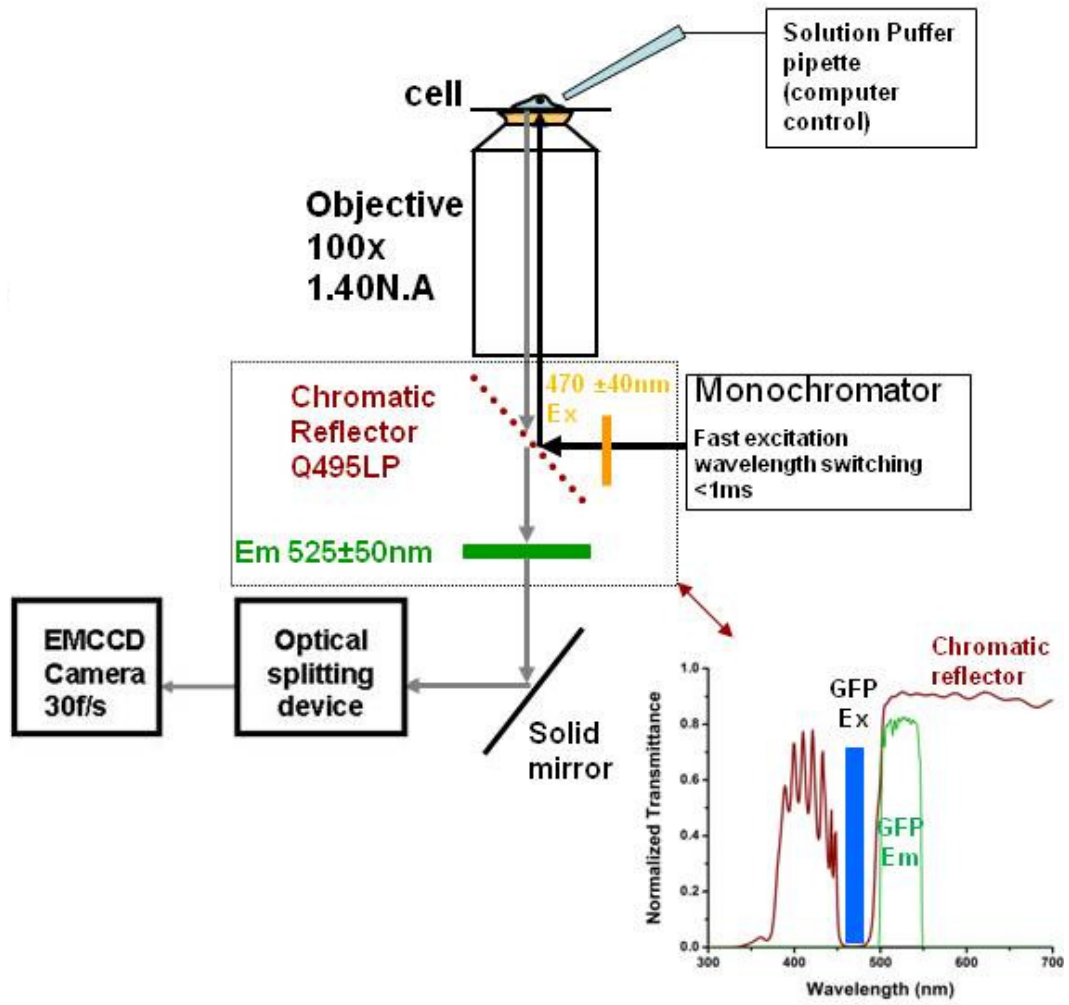 Solution Puffer
pipette
(computer
control)
cell
Objective
100x
1.40N.A
470 ±40nm
Ex
Chromatic
Reflector
Q495LP
Monochromator
Fast excitation
wavelength switching
<1ms
Em 525±50nm
EMCCD
Camera
30f/s
Optical
splitting
device
Solid
mirror
Chromatic
reflector
GFP
Ex
GFP
Em
Normalized Transmittance
1.0
0.8
0.6
0.4
0.2
0.0
300
400
500
600
700
Wavelength (nm)